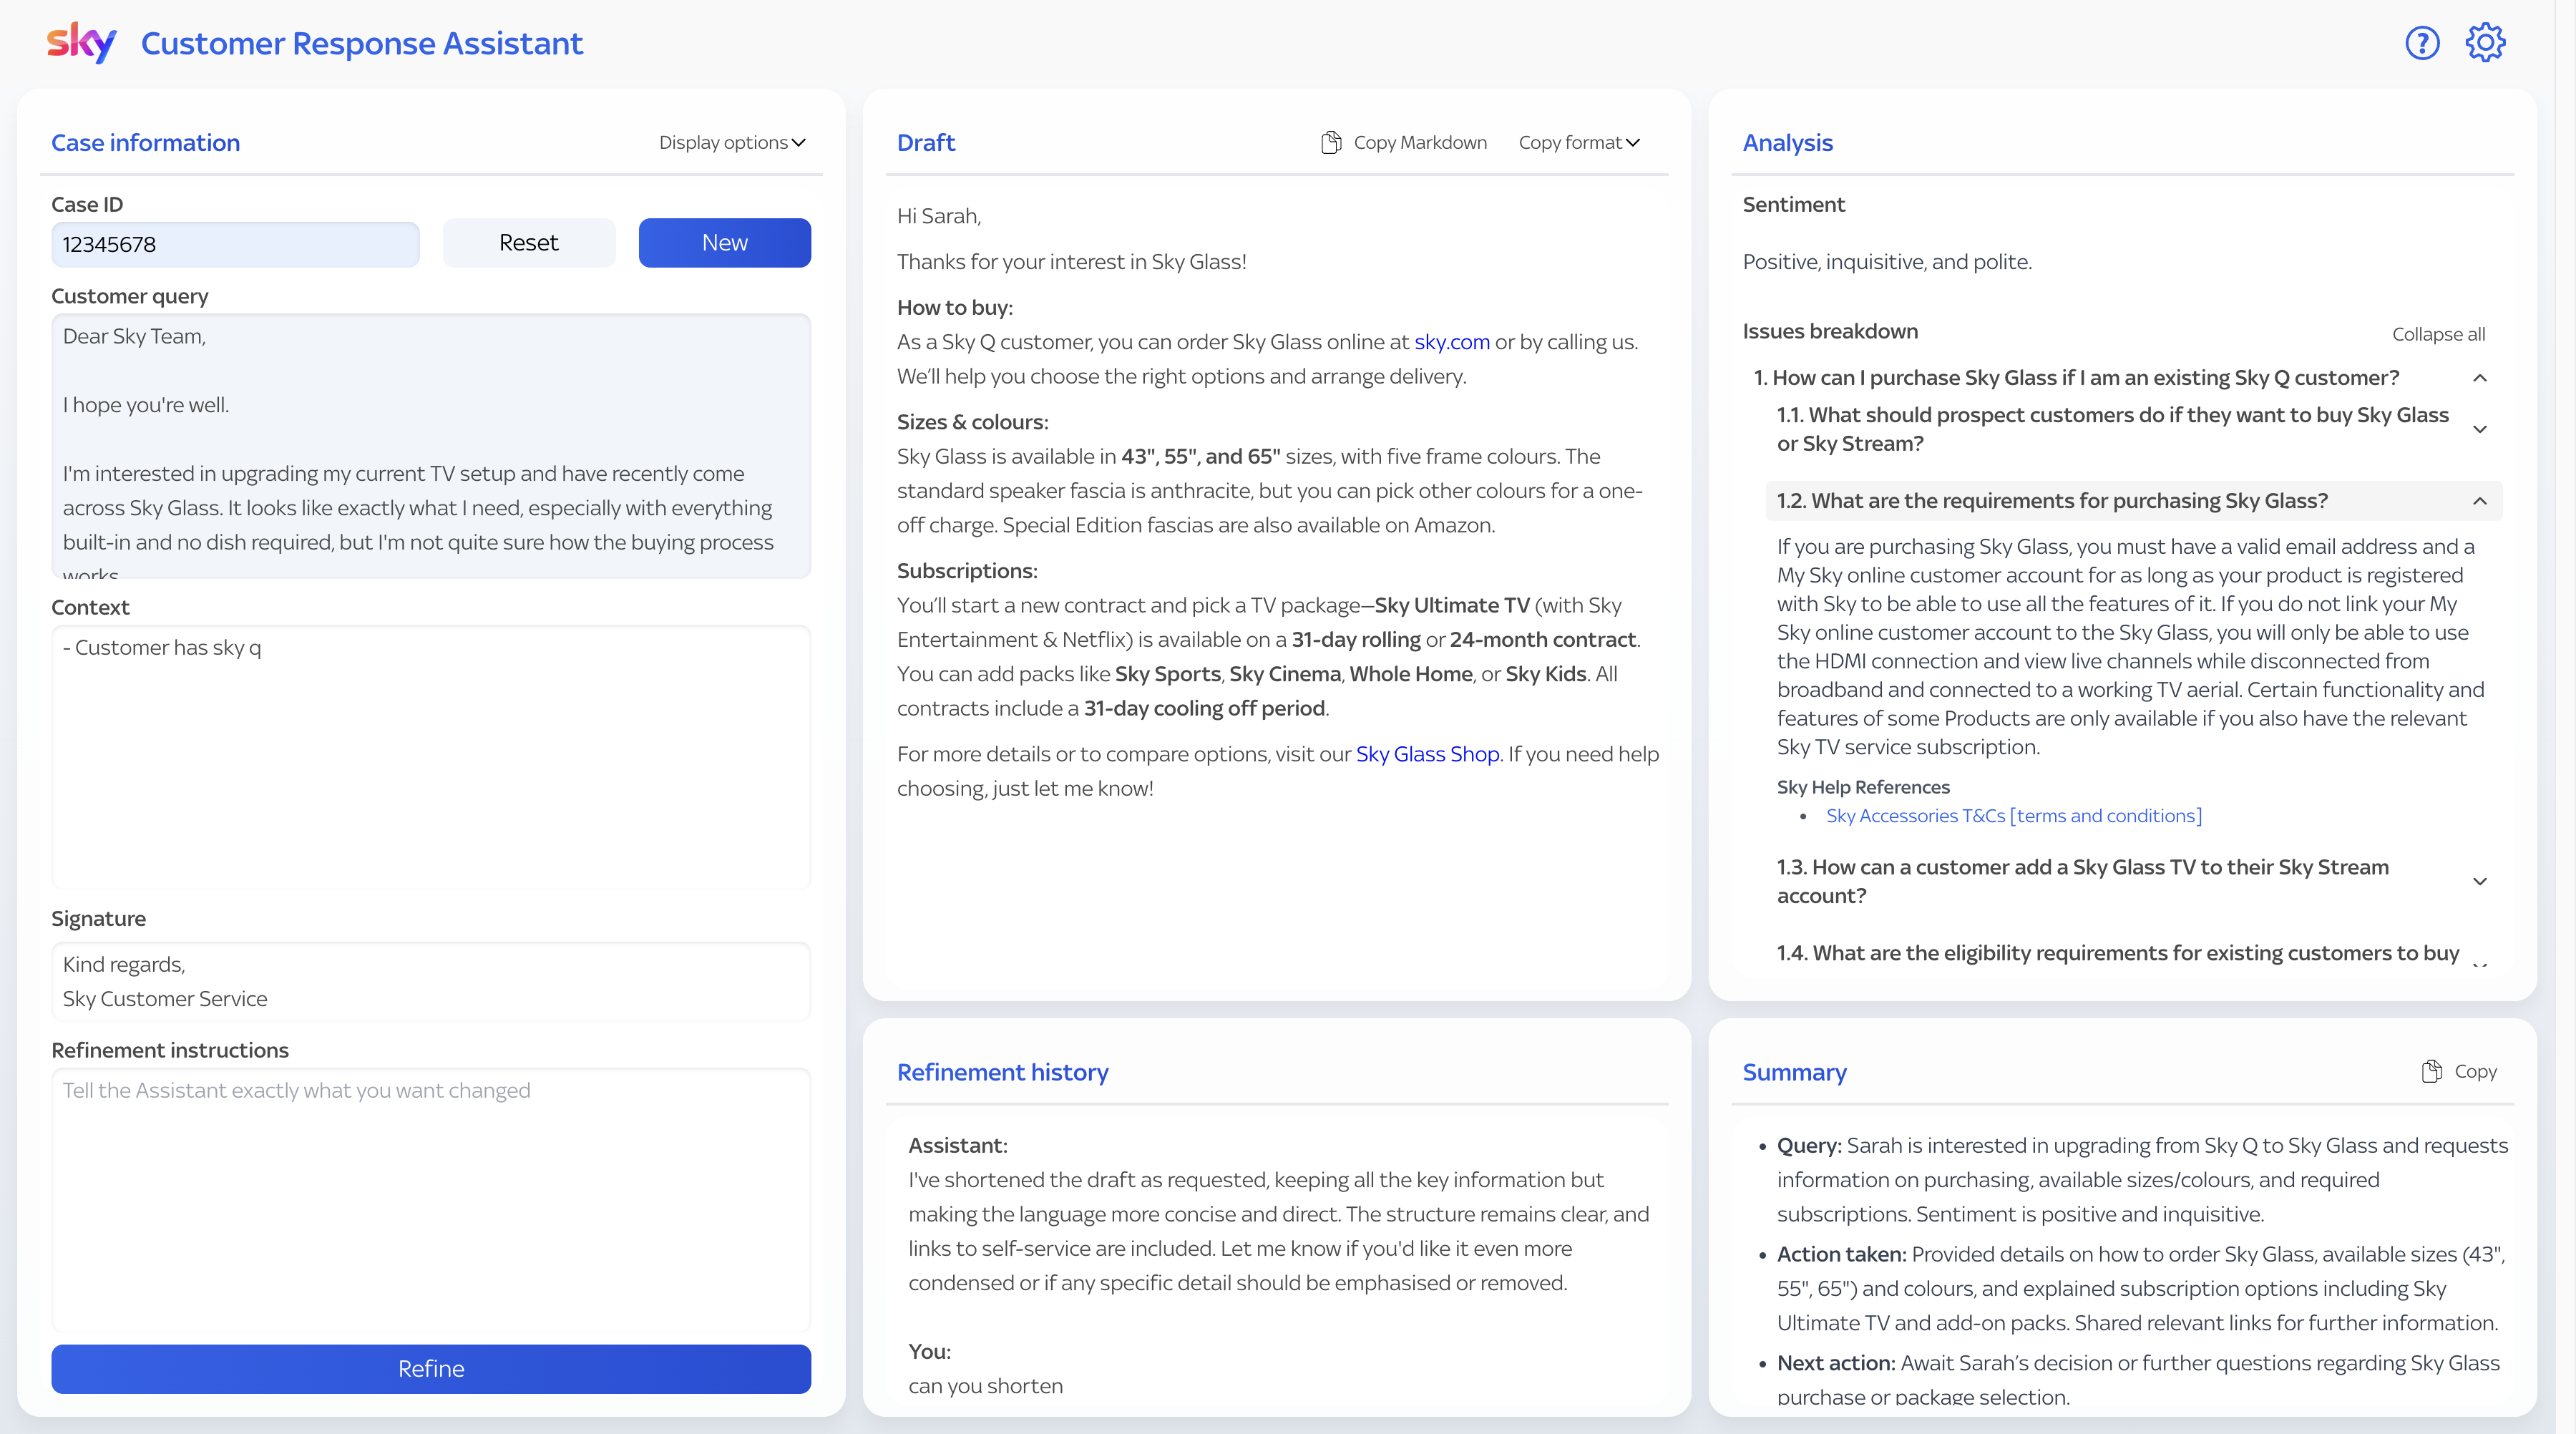 sky Customer Response Assistant
?
Case information
Display options
Case ID
12345678
Reset
New
Customer query
Dear Sky Team,
I hope you're well.
I'm interested in upgrading my current TV setup and have recently come
across Sky Glass. It looks like exactly what I need, especially with everything
built-in and no dish required, but I'm not quite sure how the buying process
works.
Context
- Customer has sky q
Signature
Kind regards,
Sky Customer Service
Refinement instructions
Tell the Assistant exactly what you want changed
Refine
Draft
Copy Markdown
Copy format
Hi Sarah,
Thanks for your interest in Sky Glass!
How to buy:
As a Sky Q customer, you can order Sky Glass online at sky.com or by calling us.
We’ll help you choose the right options and arrange delivery.
Sizes & colours:
Sky Glass is available in 43", 55", and 65" sizes, with five frame colours. The
standard speaker fascia is anthracite, but you can pick other colours for a one-
off charge. Special Edition fascias are also available on Amazon.
Subscriptions:
You’ll start a new contract and pick a TV package—Sky Ultimate TV (with Sky
Entertainment & Netflix) is available on a 31-day rolling or 24-month contract.
You can add packs like Sky Sports, Sky Cinema, Whole Home, or Sky Kids. All
contracts include a 31-day cooling off period.
For more details or to compare options, visit our Sky Glass Shop. If you need help
choosing, just let me know!
Refinement history
Assistant:
I've shortened the draft as requested, keeping all the key information but
making the language more concise and direct. The structure remains clear, and
links to self-service are included. Let me know if you'd like it even more
condensed or if any specific detail should be emphasised or removed.
You:
can you shorten
Analysis
Sentiment
Positive, inquisitive, and polite.
Issues breakdown
Collapse all
1. How can I purchase Sky Glass if I am an existing Sky Q customer?
1.1. What should prospect customers do if they want to buy Sky Glass
or Sky Stream?
1.2. What are the requirements for purchasing Sky Glass?
If you are purchasing Sky Glass, you must have a valid email address and a
My Sky online customer account for as long as your product is registered
with Sky to be able to use all the features of it. If you do not link your My
Sky online customer account to the Sky Glass, you will only be able to use
the HDMI connection and view live channels while disconnected from
broadband and connected to a working TV aerial. Certain functionality and
features of some Products are only available if you also have the relevant
Sky TV service subscription.
Sky Help References
• Sky Accessories T&Cs [terms and conditions]
1.3. How can a customer add a Sky Glass TV to their Sky Stream
account?
1.4. What are the eligibility requirements for existing customers to buy
Summary
Copy
• Query: Sarah is interested in upgrading from Sky Q to Sky Glass and requests
information on purchasing, available sizes/colours, and required
subscriptions. Sentiment is positive and inquisitive.
• Action taken: Provided details on how to order Sky Glass, available sizes (43",
55", 65") and colours, and explained subscription options including Sky
Ultimate TV and add-on packs. Shared relevant links for further information.
• Next action: Await Sarah’s decision or further questions regarding Sky Glass
purchase or package selection.